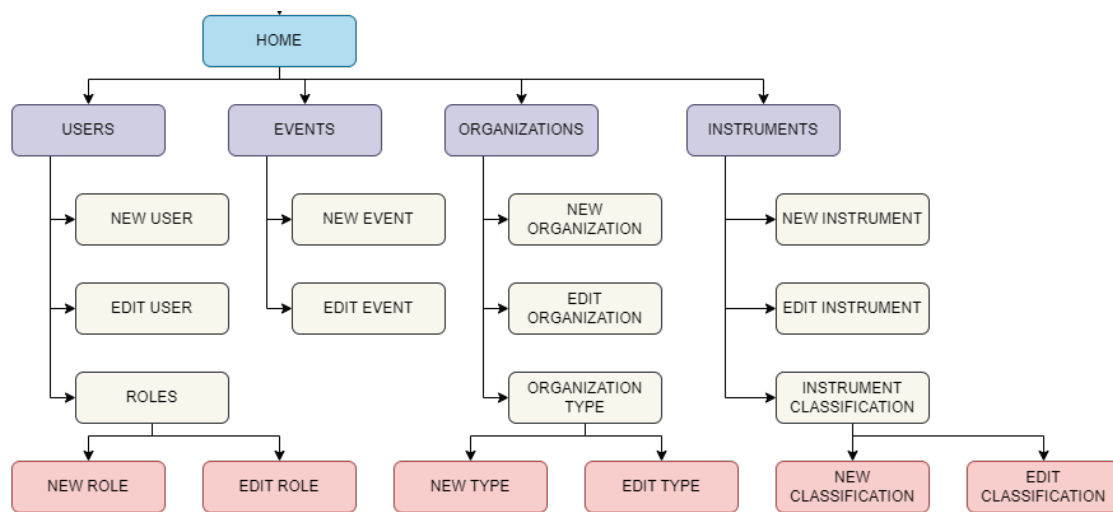 HOME
USERS
EVENTS
ORGANIZATIONS
INSTRUMENTS
NEW USER
NEW EVENT
NEW
ORGANIZATION
NEW INSTRUMENT
EDIT USER
EDIT EVENT
EDIT
ORGANIZATION
EDIT INSTRUMENT
ROLES
ORGANIZATION
TYPE
INSTRUMENT
CLASSIFICATION
NEW ROLE
EDIT ROLE
NEW TYPE
EDIT TYPE
NEW
CLASSIFICATION
EDIT
CLASSIFICATION